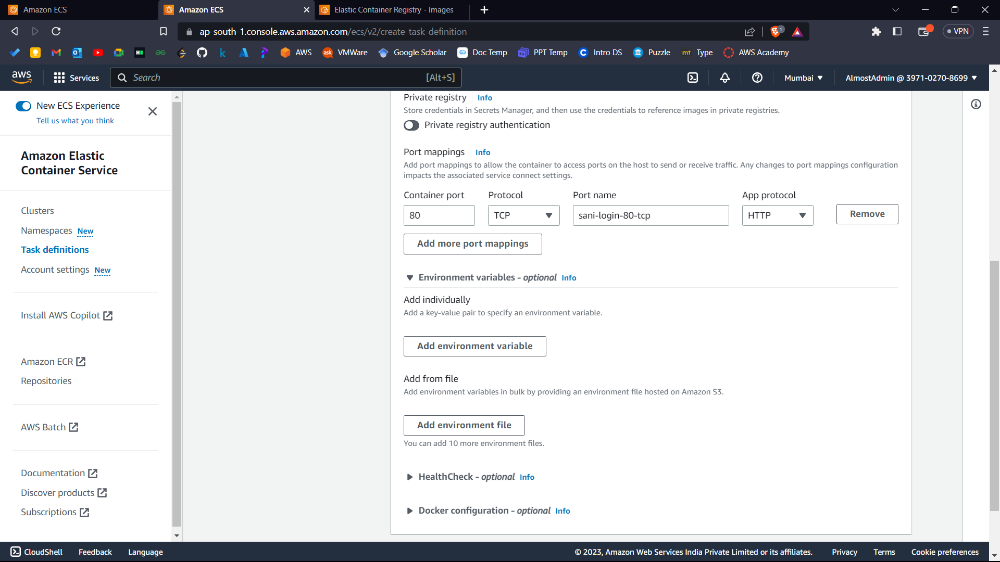 Amazon ECS
Amazon ECS
Elastic Container Registry - Images
ap-south-1.console.aws.amazon.com/ecs/v2/create-task-definition
1
VPN
AWS
ask
VMWare
Google Scholar
Doc Temp
PPT Temp
Intro DS
Puzzle
mt
Type
AWS Academy
aws
Services
Search
[Alt+S]
Mumbai
AlmostAdmin @ 3971-0270-8699
New ECS Experience
Tell us what you think
Amazon Elastic
Container Service
Clusters
Namespaces New
Task definitions
Account settings New
Install AWS Copilot
Amazon ECR
Repositories
AWS Batch
Documentation
Discover products
Subscriptions
Private registry Info
Store credentials in Secrets Manager, and then use the credentials to reference images in private registries.
Private registry authentication
Port mappings Info
Add port mappings to allow the container to access ports on the host to send or receive traffic. Any changes to port mappings configuration
impacts the associated service connect settings.
Container port Protocol Port name App protocol
80 TCP sani-login-80-tcp HTTP Remove
Add more port mappings
Environment variables - optional Info
Add individually
Add a key-value pair to specify an environment variable.
Add environment variable
Add from file
Add environment variables in bulk by providing an environment file hosted on Amazon S3.
Add environment file
You can add 10 more environment files.
HealthCheck - optional Info
Docker configuration - optional Info
CloudShell Feedback Language © 2023, Amazon Web Services India Private Limited or its affiliates. Privacy Terms Cookie preferences